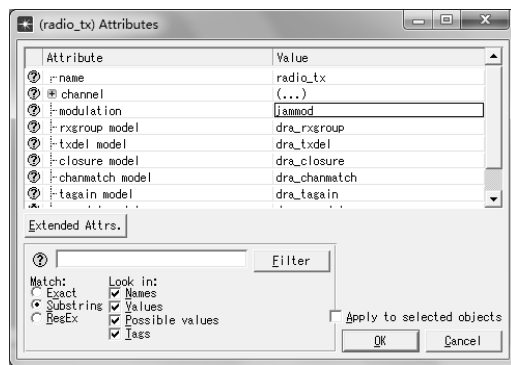 (radio_tx) Attributes
Attribute Value
name radio_tx
channel (...)
modulation jammod
rxgroup model dra_rxgroup
txdel model dra_txdel
closure model dra_closure
chanmatch model dra_chanmatch
tagain model dra_tagain
Extended Attrs.
Filter
Match: Look in:
Exact Names
Substring Values
RegEx Possible values
Tags
Apply to selected objects
OK Cancel